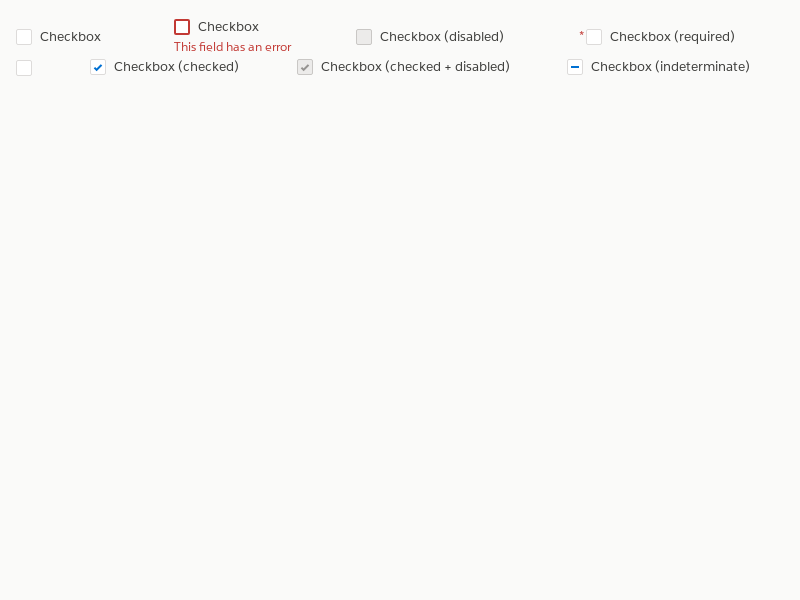 Checkbox
Checkbox
This field has an error
Checkbox (disabled)
* Checkbox (required)
Checkbox (checked)
Checkbox (checked + disabled)
Checkbox (indeterminate)